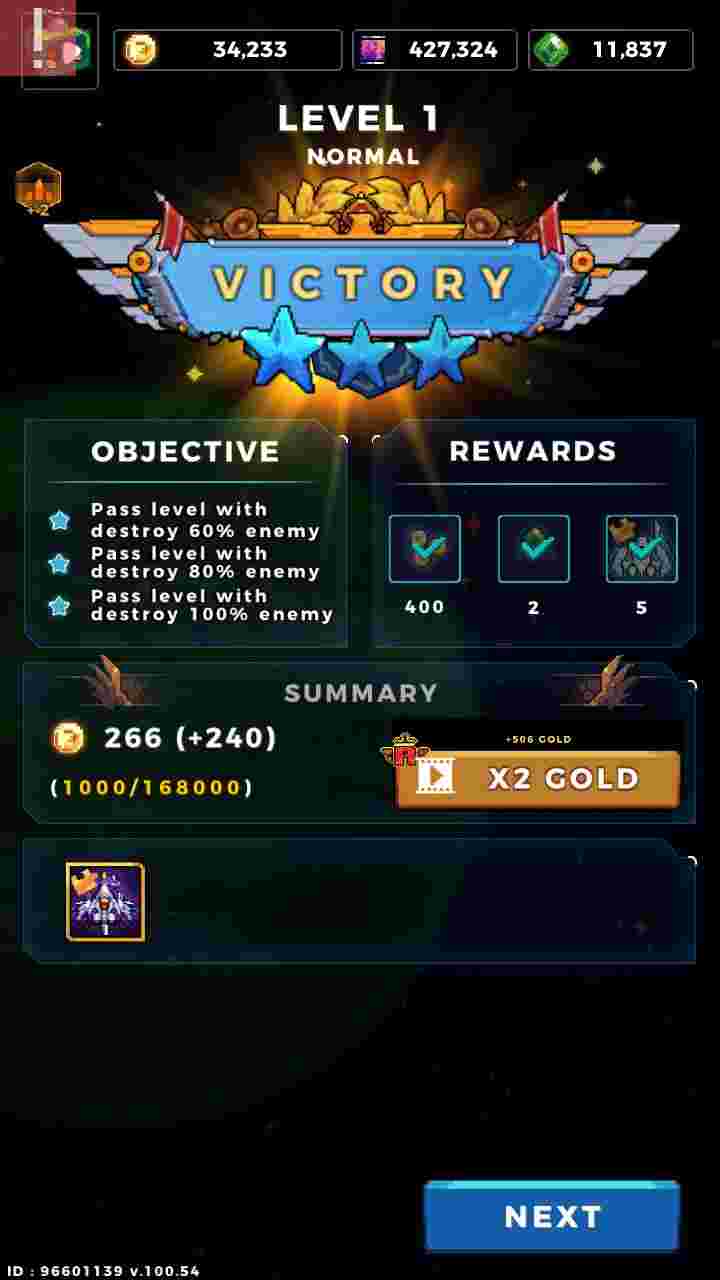 34,233
427,324
11,837
LEVEL 1
NORMAL
+2
VICTORY
OBJECTIVE
Pass level with
destroy 60% enemy
Pass level with
destroy 80% enemy
Pass level with
destroy 100% enemy
REWARDS
400
2
5
SUMMARY
266 (+240)
(1000/168000)
+506 GOLD
R
X2 GOLD
NEXT
ID : 96601139 v.100.54